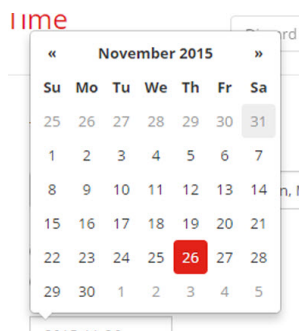 Time
« November 2015 »
Su Mo Tu We Th Fr Sa
25 26 27 28 29 30 31
1 2 3 4 5 6 7
8 9 10 11 12 13 14
15 16 17 18 19 20 21
22 23 24 25 26 27 28
29 30 1 2 3 4 5